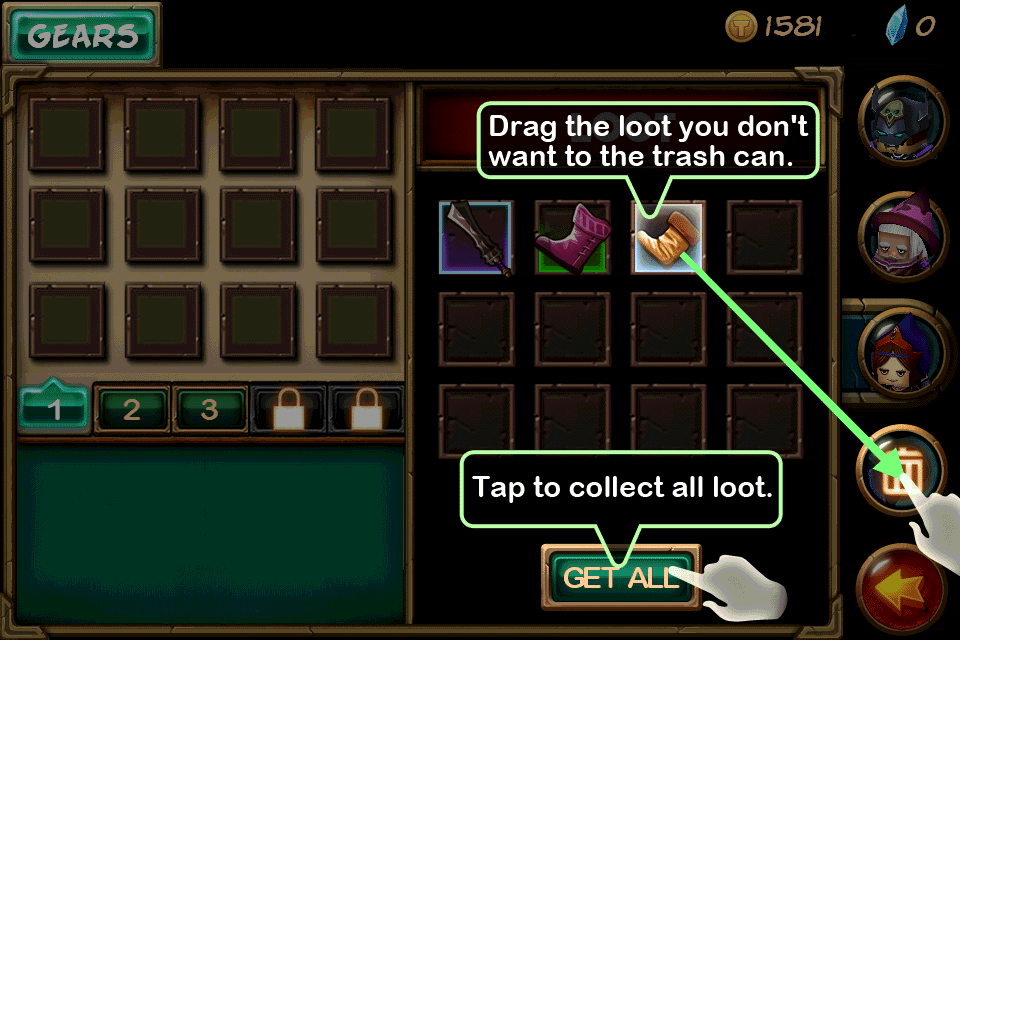 GEARS
1581
0
Drag the loot you don't
want to the trash can.
1
2
3
Tap to collect all loot.
GET ALL